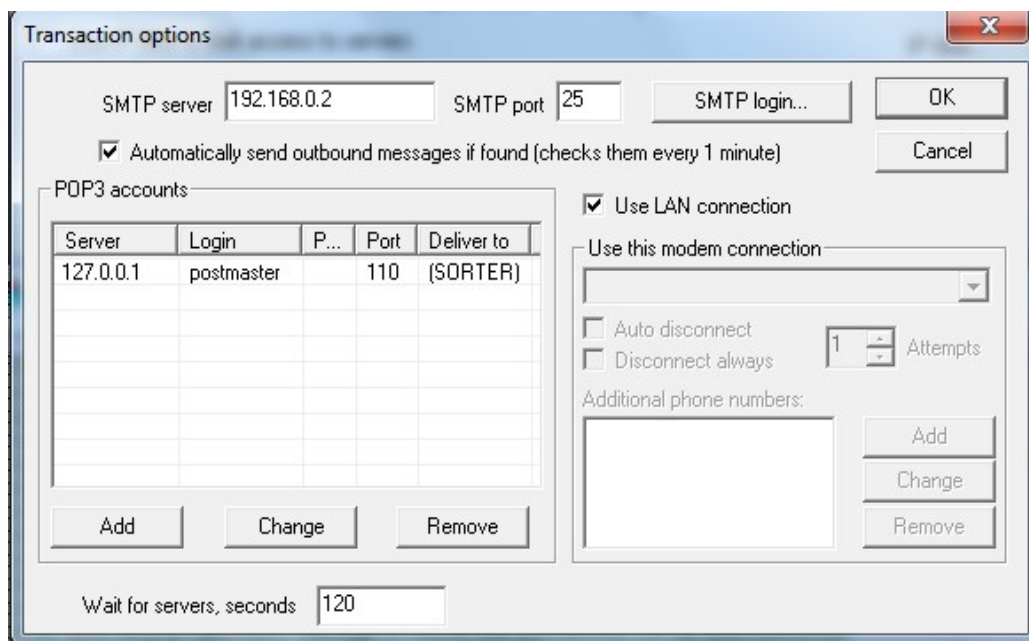 Transaction options
SMTP server 192.168.0.2 SMTP port 25 SMTP login... OK
Automatically send outbound messages if found (checks them every 1 minute) Cancel
POP3 accounts
Server Login P... Port Deliver to
127.0.0.1 postmaster 110 (SORTER)
Add Change Remove
Use LAN connection
Use this modem connection
Auto disconnect
Disconnect always
1 Attempts
Additional phone numbers:
Add
Change
Remove
Wait for servers, seconds 120